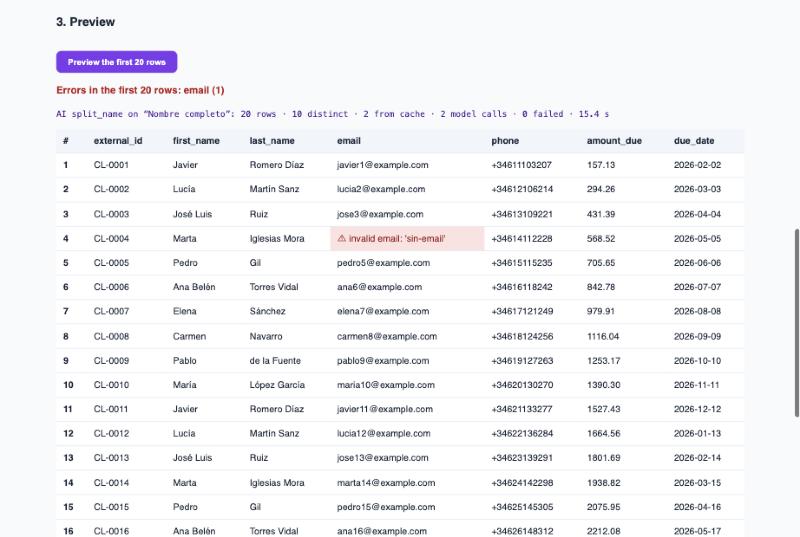 3. Preview
Preview the first 20 rows
Errors in the first 20 rows: email (1)
AI split_name on “Nombre completo”: 20 rows · 10 distinct · 2 from cache · 2 model calls · 0 failed · 15.4 s
# external_id first_name last_name email phone amount_due due_date
1 CL-0001 Javier Romero Díaz javier1@example.com +34611103207 157.13 2026-02-02
2 CL-0002 Lucía Martín Sanz lucia2@example.com +34612106214 294.26 2026-03-03
3 CL-0003 José Luis Ruiz jose3@example.com +34613109221 431.39 2026-04-04
4 CL-0004 Marta Iglesias Mora ⚠ invalid email: 'sin-email' +34614112228 568.52 2026-05-05
5 CL-0005 Pedro Gil pedro5@example.com +34615115235 705.65 2026-06-06
6 CL-0006 Ana Belén Torres Vidal ana6@example.com +34616118242 842.78 2026-07-07
7 CL-0007 Elena Sánchez elena7@example.com +34617121249 979.91 2026-08-08
8 CL-0008 Carmen Navarro carmen8@example.com +34618124256 1116.04 2026-09-09
9 CL-0009 Pablo de la Fuente pablo9@example.com +34619127263 1253.17 2026-10-10
10 CL-0010 María López García maria10@example.com +34620130270 1390.30 2026-11-11
11 CL-0011 Javier Romero Díaz javier11@example.com +34621133277 1527.43 2026-12-12
12 CL-0012 Lucía Martín Sanz lucia12@example.com +34622136284 1664.56 2026-01-13
13 CL-0013 José Luis Ruiz jose13@example.com +34623139291 1801.69 2026-02-14
14 CL-0014 Marta Iglesias Mora marta14@example.com +34624142298 1938.82 2026-03-15
15 CL-0015 Pedro Gil pedro15@example.com +34625145305 2075.95 2026-04-16
16 CL-0016 Ana Belén Torres Vidal ana16@example.com +34626148312 2212.08 2026-05-17